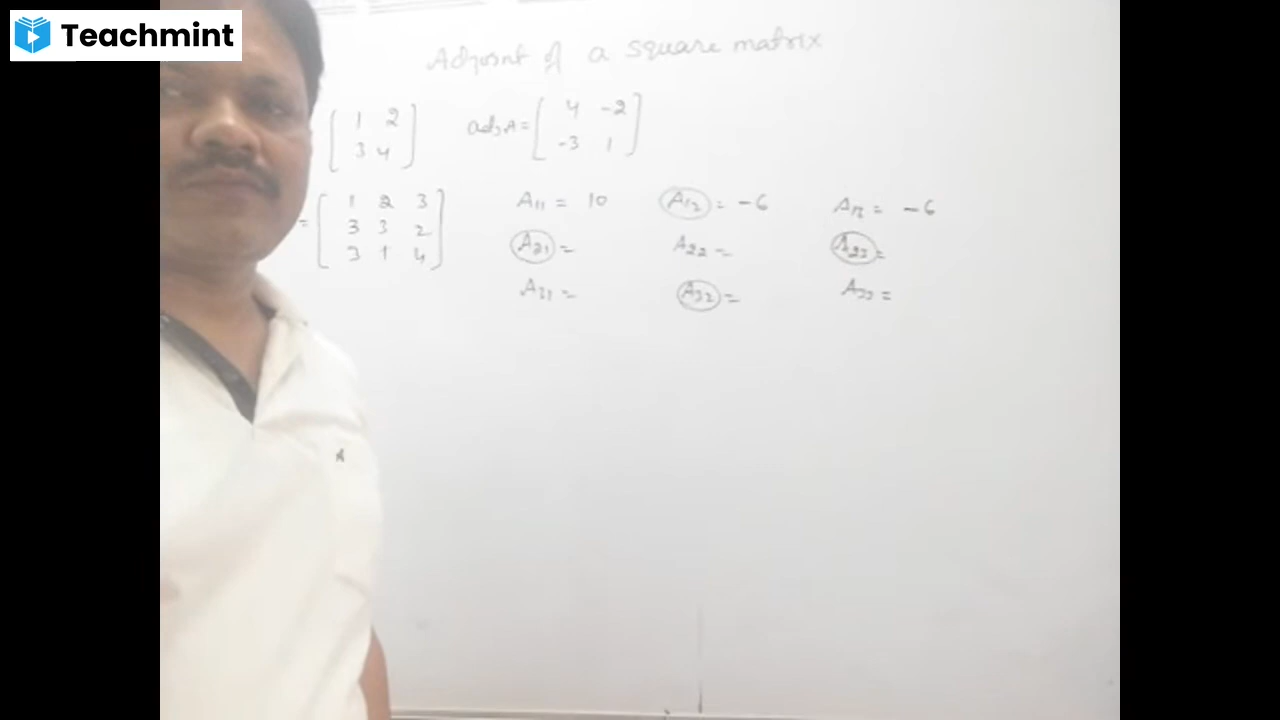 Teachmint
Adjoint of a square matrix
[ 1 2 adjA = [ 4 -2
3 4 ] -3 1 ]
= [ 1 2 3 A11 = 10 A12 = -6 A13 = -6
3 3 2 A21 = A22 = A23 =
3 1 4 ] A31 = A32 = A33 =